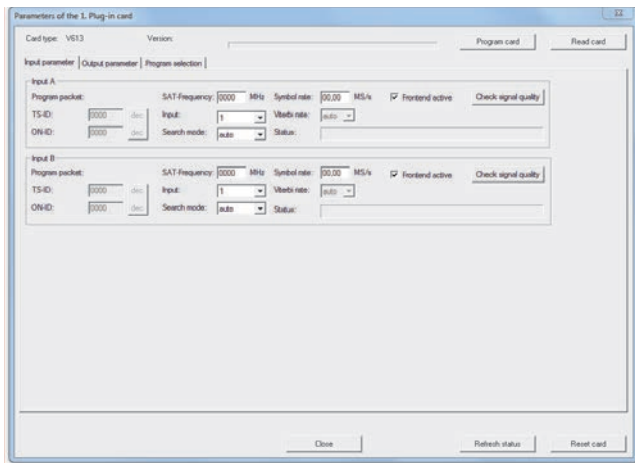 Parameters of the 1. Plug-in card
Card type: V613 Version: Program card Read card
Input parameter Output parameter Program selection
Input A
Program packet: SAT-Frequency: 0000 MHz Symbol rate: 00,00 MS/s Frontend active Check signal quality
TS-ID: 0000 dec Input: 1 Viterbi rate: auto
ON-ID: 0000 dec Search mode: auto Status:
Input B
Program packet: SAT-Frequency: 0000 MHz Symbol rate: 00,00 MS/s Frontend active Check signal quality
TS-ID: 0000 dec Input: 1 Viterbi rate: auto
ON-ID: 0000 dec Search mode: auto Status:
Close Refresh status Reset card